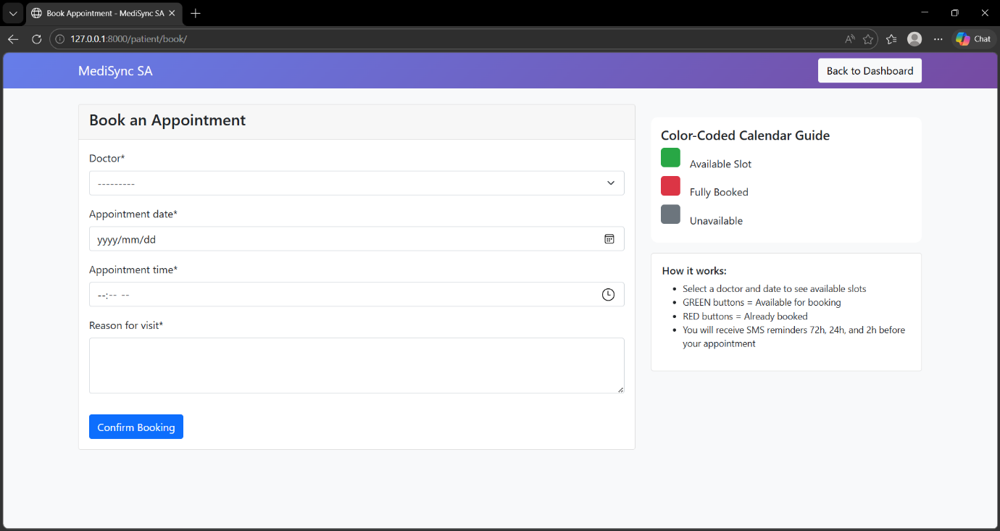 Book Appointment - MediSync SA
127.0.0.1:8000/patient/book/
Chat
MediSync SA
Back to Dashboard
Book an Appointment
Doctor*
---------
Appointment date*
yyyy/mm/dd
Appointment time*
--:-- --
Reason for visit*
Confirm Booking
Color-Coded Calendar Guide
Available Slot
Fully Booked
Unavailable
How it works:
• Select a doctor and date to see available slots
• GREEN buttons = Available for booking
• RED buttons = Already booked
• You will receive SMS reminders 72h, 24h, and 2h before
your appointment